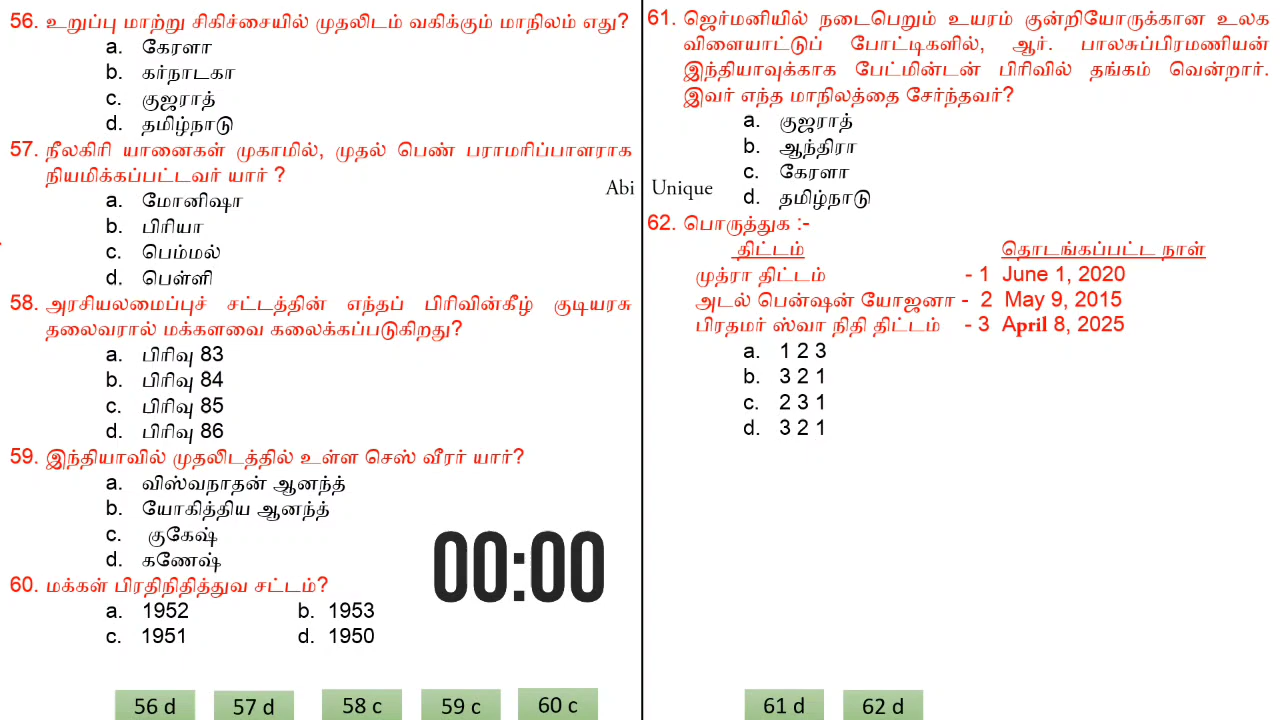 56. உறுப்பு மாற்று சிகிச்சையில் முதலிடம் வகிக்கும் மாநிலம் எது?
a. கேரளா
b. கர்நாடகா
c. குஜராத்
d. தமிழ்நாடு
57. நீலகிரி யானைகள் முகாமில், முதல் பெண் பராமரிப்பாளராக
நியமிக்கப்பட்டவர் யார் ?
a. மோனிஷா
b. பிரியா
c. பெம்மல்
d. பெள்ளி
58. அரசியலமைப்புச் சட்டத்தின் எந்தப் பிரிவின்கீழ் குடியரசு
தலைவரால் மக்களவை கலைக்கப்படுகிறது?
a. பிரிவு 83
b. பிரிவு 84
c. பிரிவு 85
d. பிரிவு 86
59. இந்தியாவில் முதலிடத்தில் உள்ள செஸ் வீரர் யார்?
a. விஸ்வநாதன் ஆனந்த்
b. யோகித்திய ஆனந்த்
c. குகேஷ்
d. கணேஷ்
60. மக்கள் பிரதிநிதித்துவ சட்டம்?
a. 1952 b. 1953
c. 1951 d. 1950
00:00
56 d 57 d 58 c 59 c 60 c
Abi Unique
61. ஜெர்மனியில் நடைபெறும் உயரம் குன்றியோருக்கான உலக
விளையாட்டுப் போட்டிகளில், ஆர். பாலசுப்பிரமணியன்
இந்தியாவுக்காக பேட்மின்டன் பிரிவில் தங்கம் வென்றார்.
இவர் எந்த மாநிலத்தை சேர்ந்தவர்?
a. குஜராத்
b. ஆந்திரா
c. கேரளா
d. தமிழ்நாடு
62. பொருத்துக :-
திட்டம் தொடங்கப்பட்ட நாள்
முத்ரா திட்டம் - 1 June 1, 2020
அடல் பென்ஷன் யோஜனா - 2 May 9, 2015
பிரதமர் ஸ்வா நிதி திட்டம் - 3 April 8, 2025
a. 1 2 3
b. 3 2 1
c. 2 3 1
d. 3 2 1
61 d 62 d